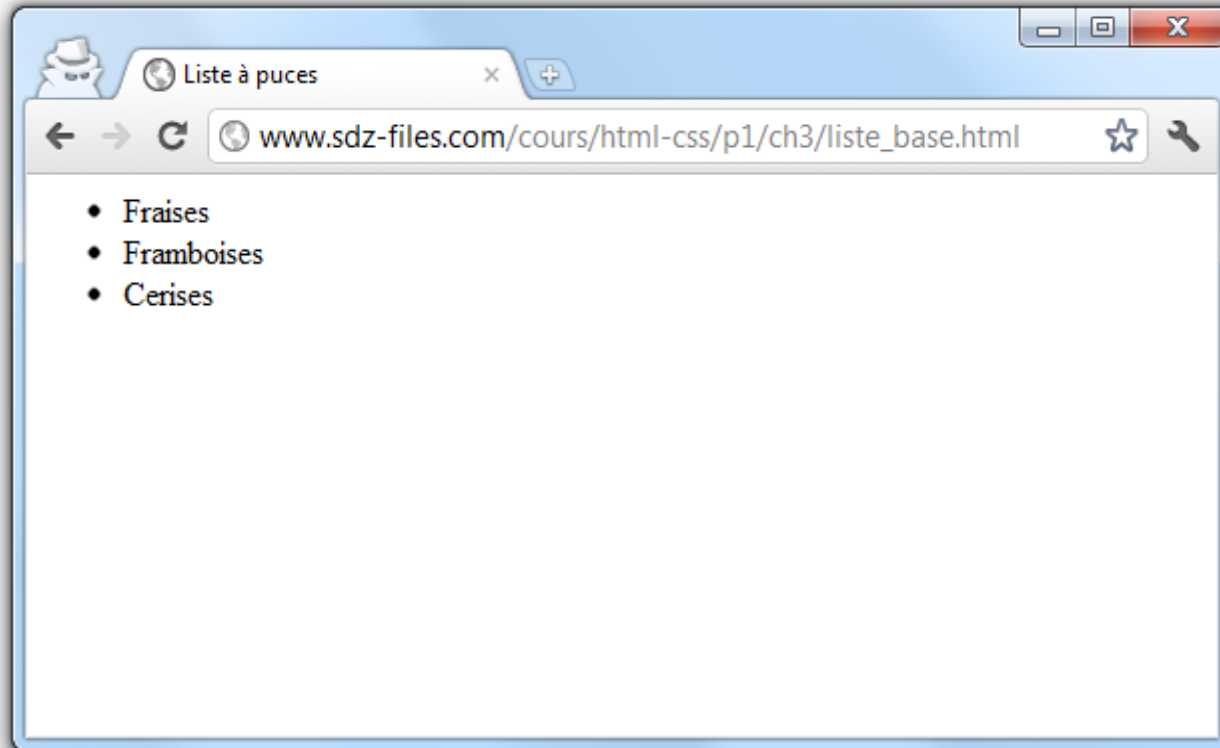 Liste à puces
www.sdz-files.com/cours/html-css/p1/ch3/liste_base.html
• Fraises
• Framboises
• Cerises